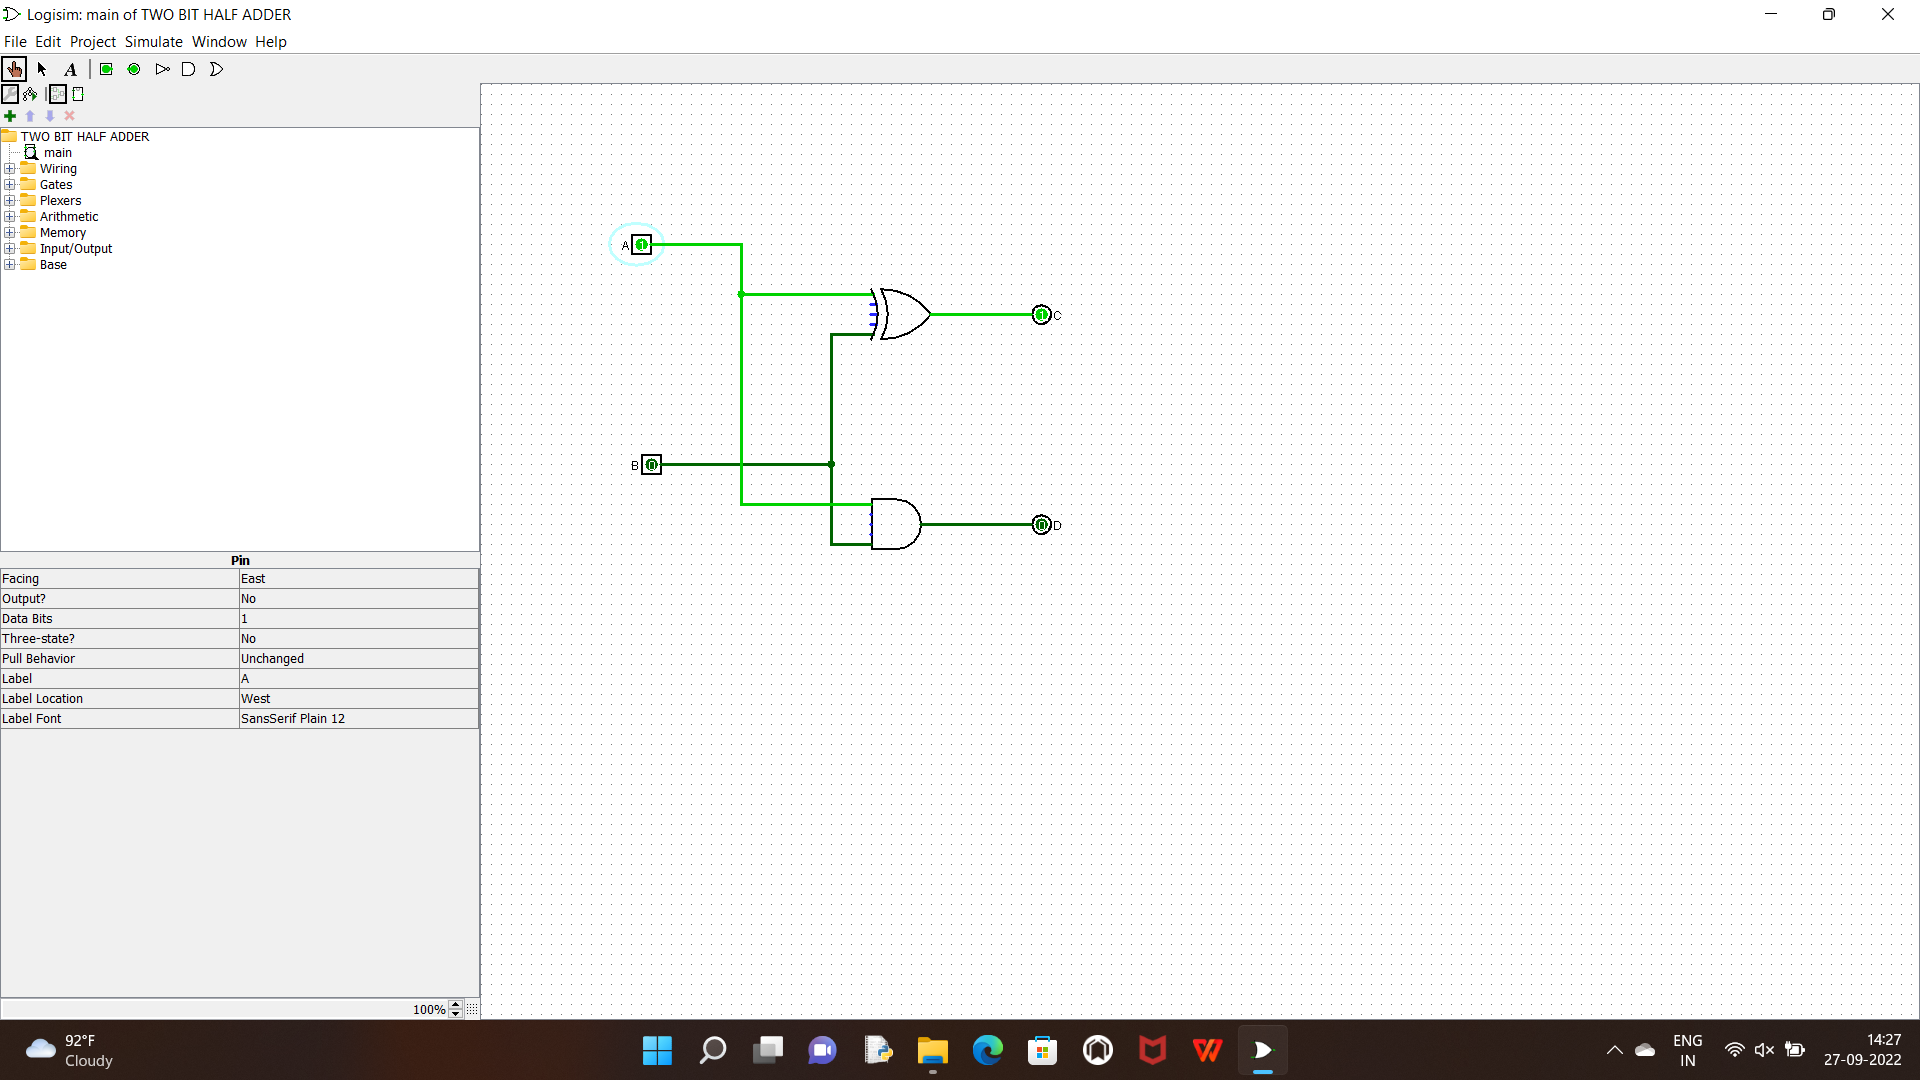 Logisim: main of TWO BIT HALF ADDER
File Edit Project Simulate Window Help
A
TWO BIT HALF ADDER
main
Wiring
Gates
Plexers
Arithmetic
Memory
Input/Output
Base
A 1
1 C
B 0
0 D
Pin
Facing East
Output? No
Data Bits 1
Three-state? No
Pull Behavior Unchanged
Label A
Label Location West
Label Font SansSerif Plain 12
100%
92°F
Cloudy
ENG
IN
14:27
27-09-2022